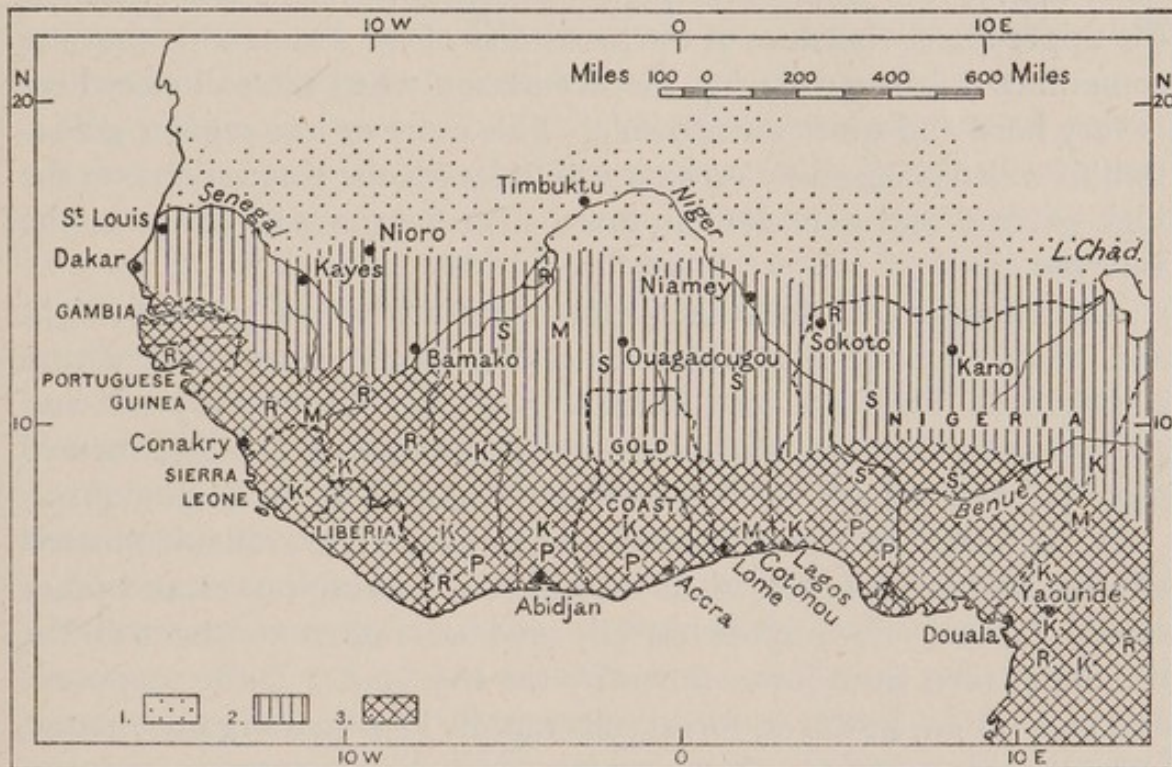 10 W 0 10 E
N N
Miles 100 0 200 400 600 Miles
20 20
Timbuktu
Senegal Niger
St. Louis
Nioro
L. Chad.
Dakar Kayes
R
Niamey
GAMBIA
S M R
Sokoto
Bamako Ouagadougou Kano
R S S
PORTUGUESE
GUINEA
R M R S
NIGERIA
10 10
Conakry R GOLD
K K K
SIERRA
LEONE
S S
Benue
K COAST M
LIBERIA
K K K M K P
P P P
R Lome Cotonou Lagos K
Abidjan Accra Yaounde
Douala K
R K R
1. 2. 3.
R
10 W 0 10 E